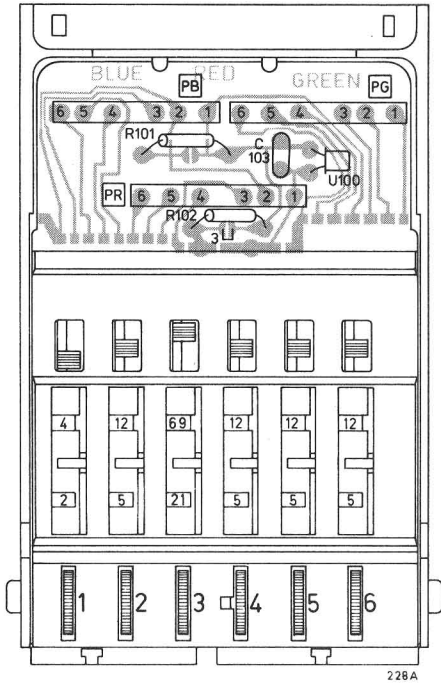 BLUE RED GREEN
PB PG
6 5 4 3 2 1 6 5 4 3 2 1
R101
C 103
U100
PR 6 5 4 3 2 1
R102
3
4 12 69 12 12 12
2 5 21 5 5 5
1 2 3 4 5 6
228A